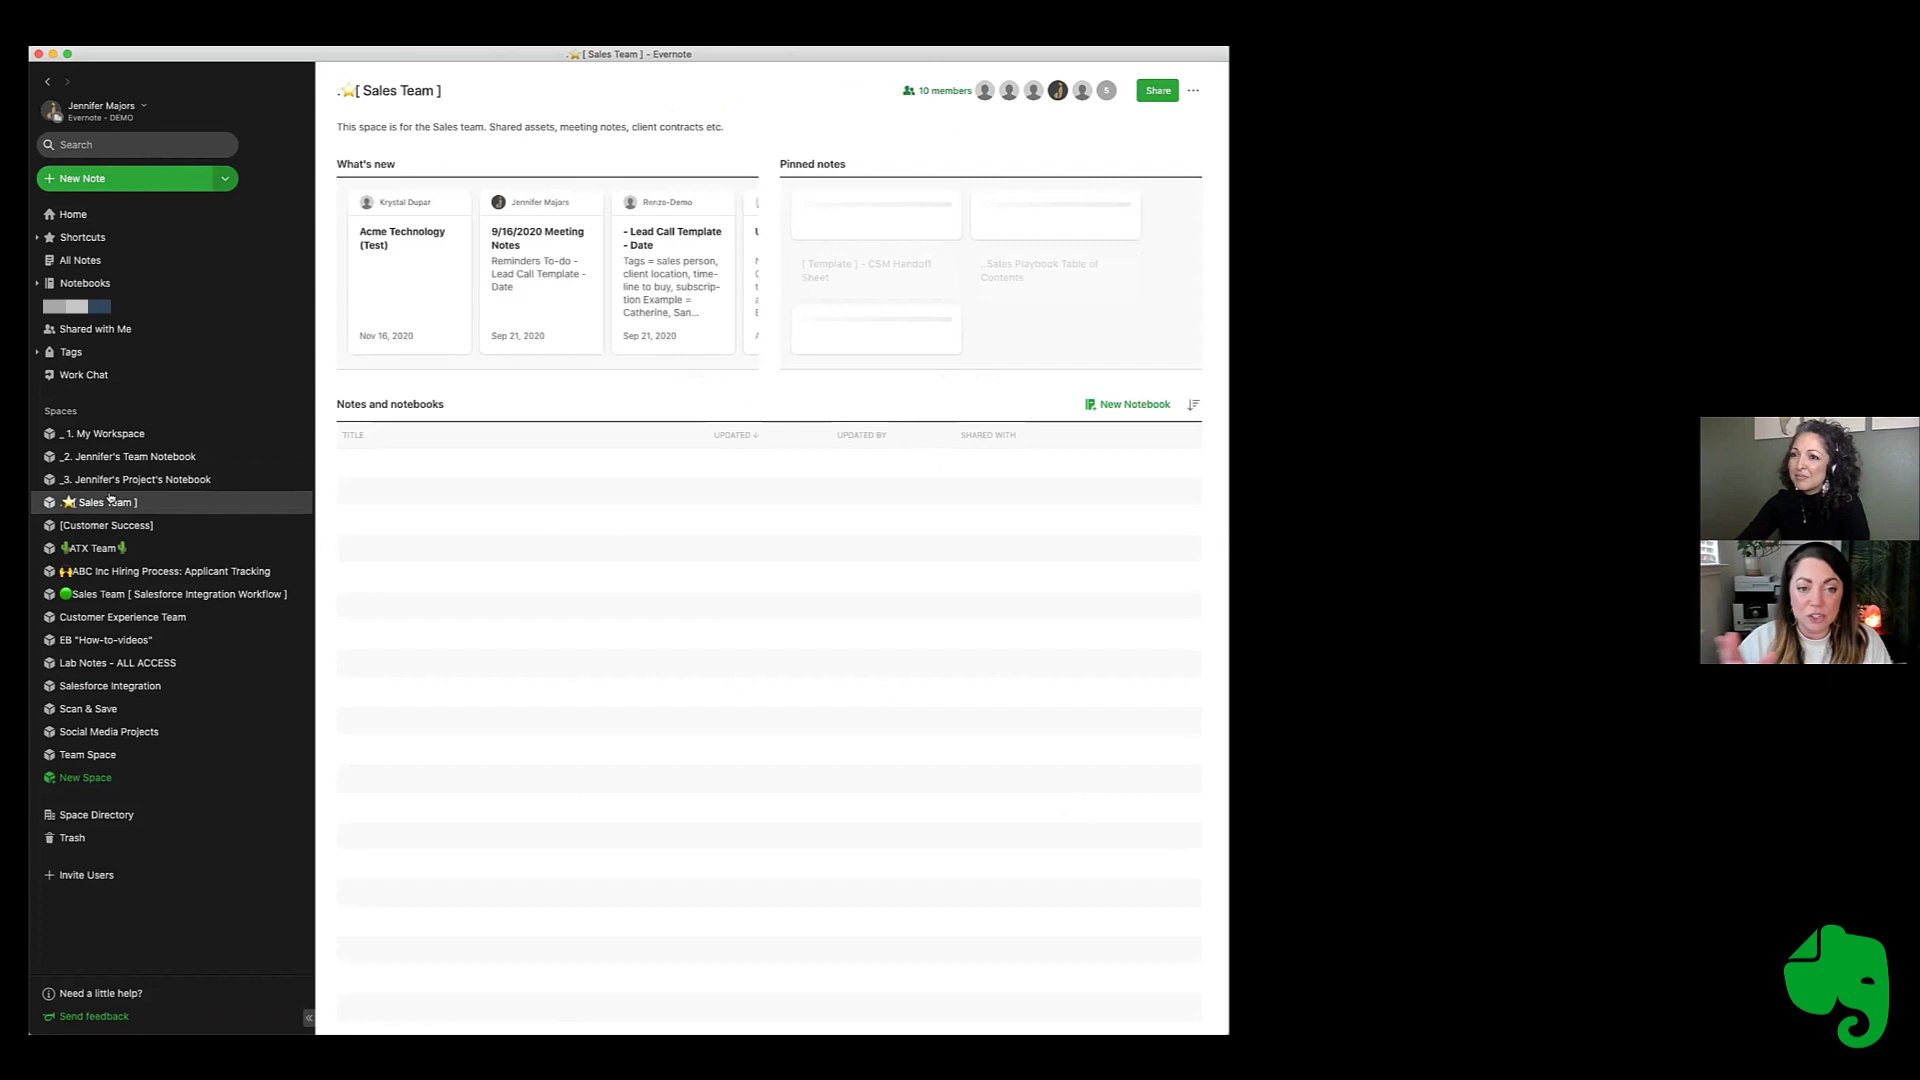 .⭐[ Sales Team ] - Evernote
Jennifer Majors
Evernote - DEMO
Search
New Note
Home
Shortcuts
All Notes
Notebooks
Shared with Me
Tags
Work Chat
Spaces
_ 1. My Workspace
_2. Jennifer's Team Notebook
_3. Jennifer's Project's Notebook
.⭐[ Sales Team ]
[Customer Success]
🌵ATX Team🌵
🙌ABC Inc Hiring Process: Applicant Tracking
🟢Sales Team [ Salesforce Integration Workflow ]
Customer Experience Team
EB "How-to-videos"
Lab Notes - ALL ACCESS
Salesforce Integration
Scan & Save
Social Media Projects
Team Space
New Space
Space Directory
Trash
Invite Users
Need a little help?
Send feedback
.⭐[ Sales Team ]
10 members
5
Share
This space is for the Sales team. Shared assets, meeting notes, client contracts etc.
What's new
Krystal Dupar
Acme Technology
(Test)
Nov 16, 2020
Jennifer Majors
9/16/2020 Meeting
Notes
Reminders To-do -
Lead Call Template -
Date
Sep 21, 2020
Renzo-Demo
- Lead Call Template
- Date
Tags = sales person,
client location, time-
line to buy, subscrip-
tion Example =
Catherine, San...
Sep 21, 2020
Pinned notes
[ Template ] - CSM Handoff
Sheet
..Sales Playbook Table of
Contents
Notes and notebooks
New Notebook
TITLE
UPDATED
UPDATED BY
SHARED WITH